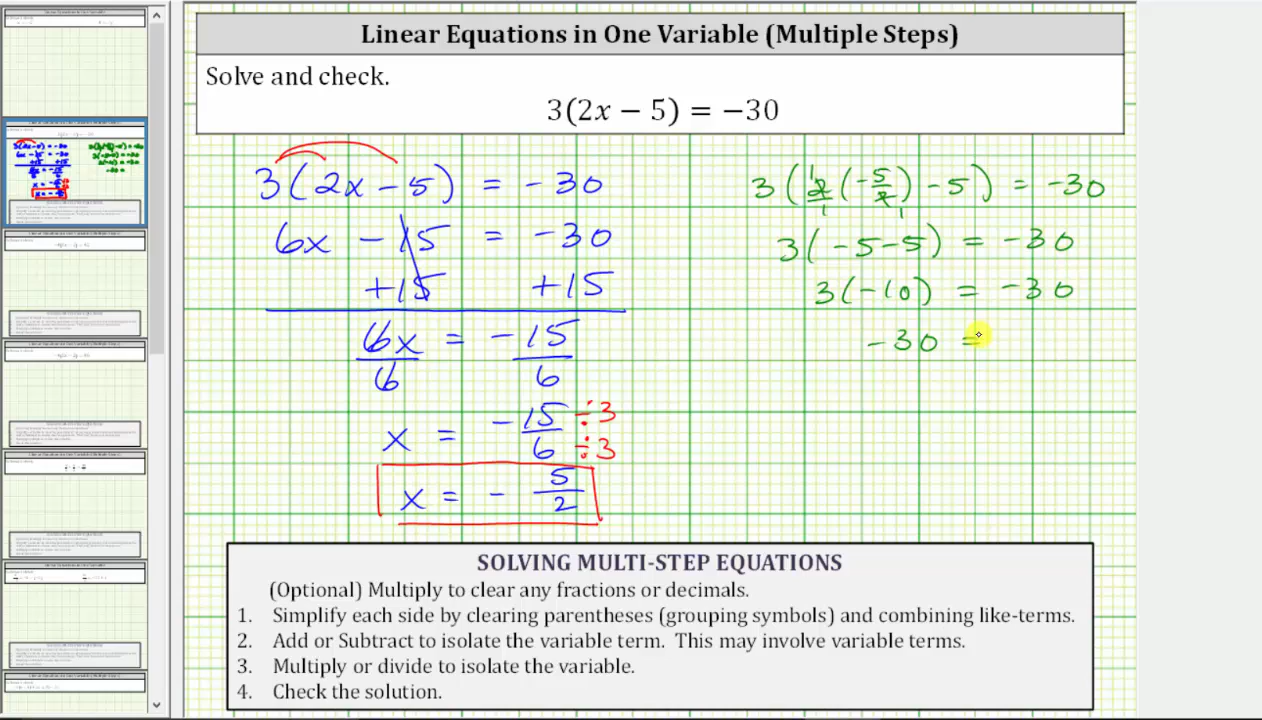 Linear Equations in One Variable (Multiple Steps)
Solve and check.
3(2x − 5) = −30
3(2x - 5) = -30
6x - 15 = -30
+15 +15
6x = -15
6 6
x = -15 ÷3
6 ÷3
x = - 5
2
3(2(-5/2) - 5) = -30
1 1
1 1
3(-5-5) = -30
3(-10) = -30
-30 =
SOLVING MULTI-STEP EQUATIONS
(Optional) Multiply to clear any fractions or decimals.
1. Simplify each side by clearing parentheses (grouping symbols) and combining like-terms.
2. Add or Subtract to isolate the variable term. This may involve variable terms.
3. Multiply or divide to isolate the variable.
4. Check the solution.